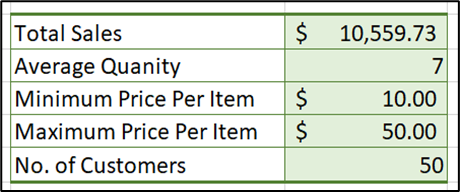 Total Sales $ 10,559.73
Average Quanity 7
Minimum Price Per Item $ 10.00
Maximum Price Per Item $ 50.00
No. of Customers 50